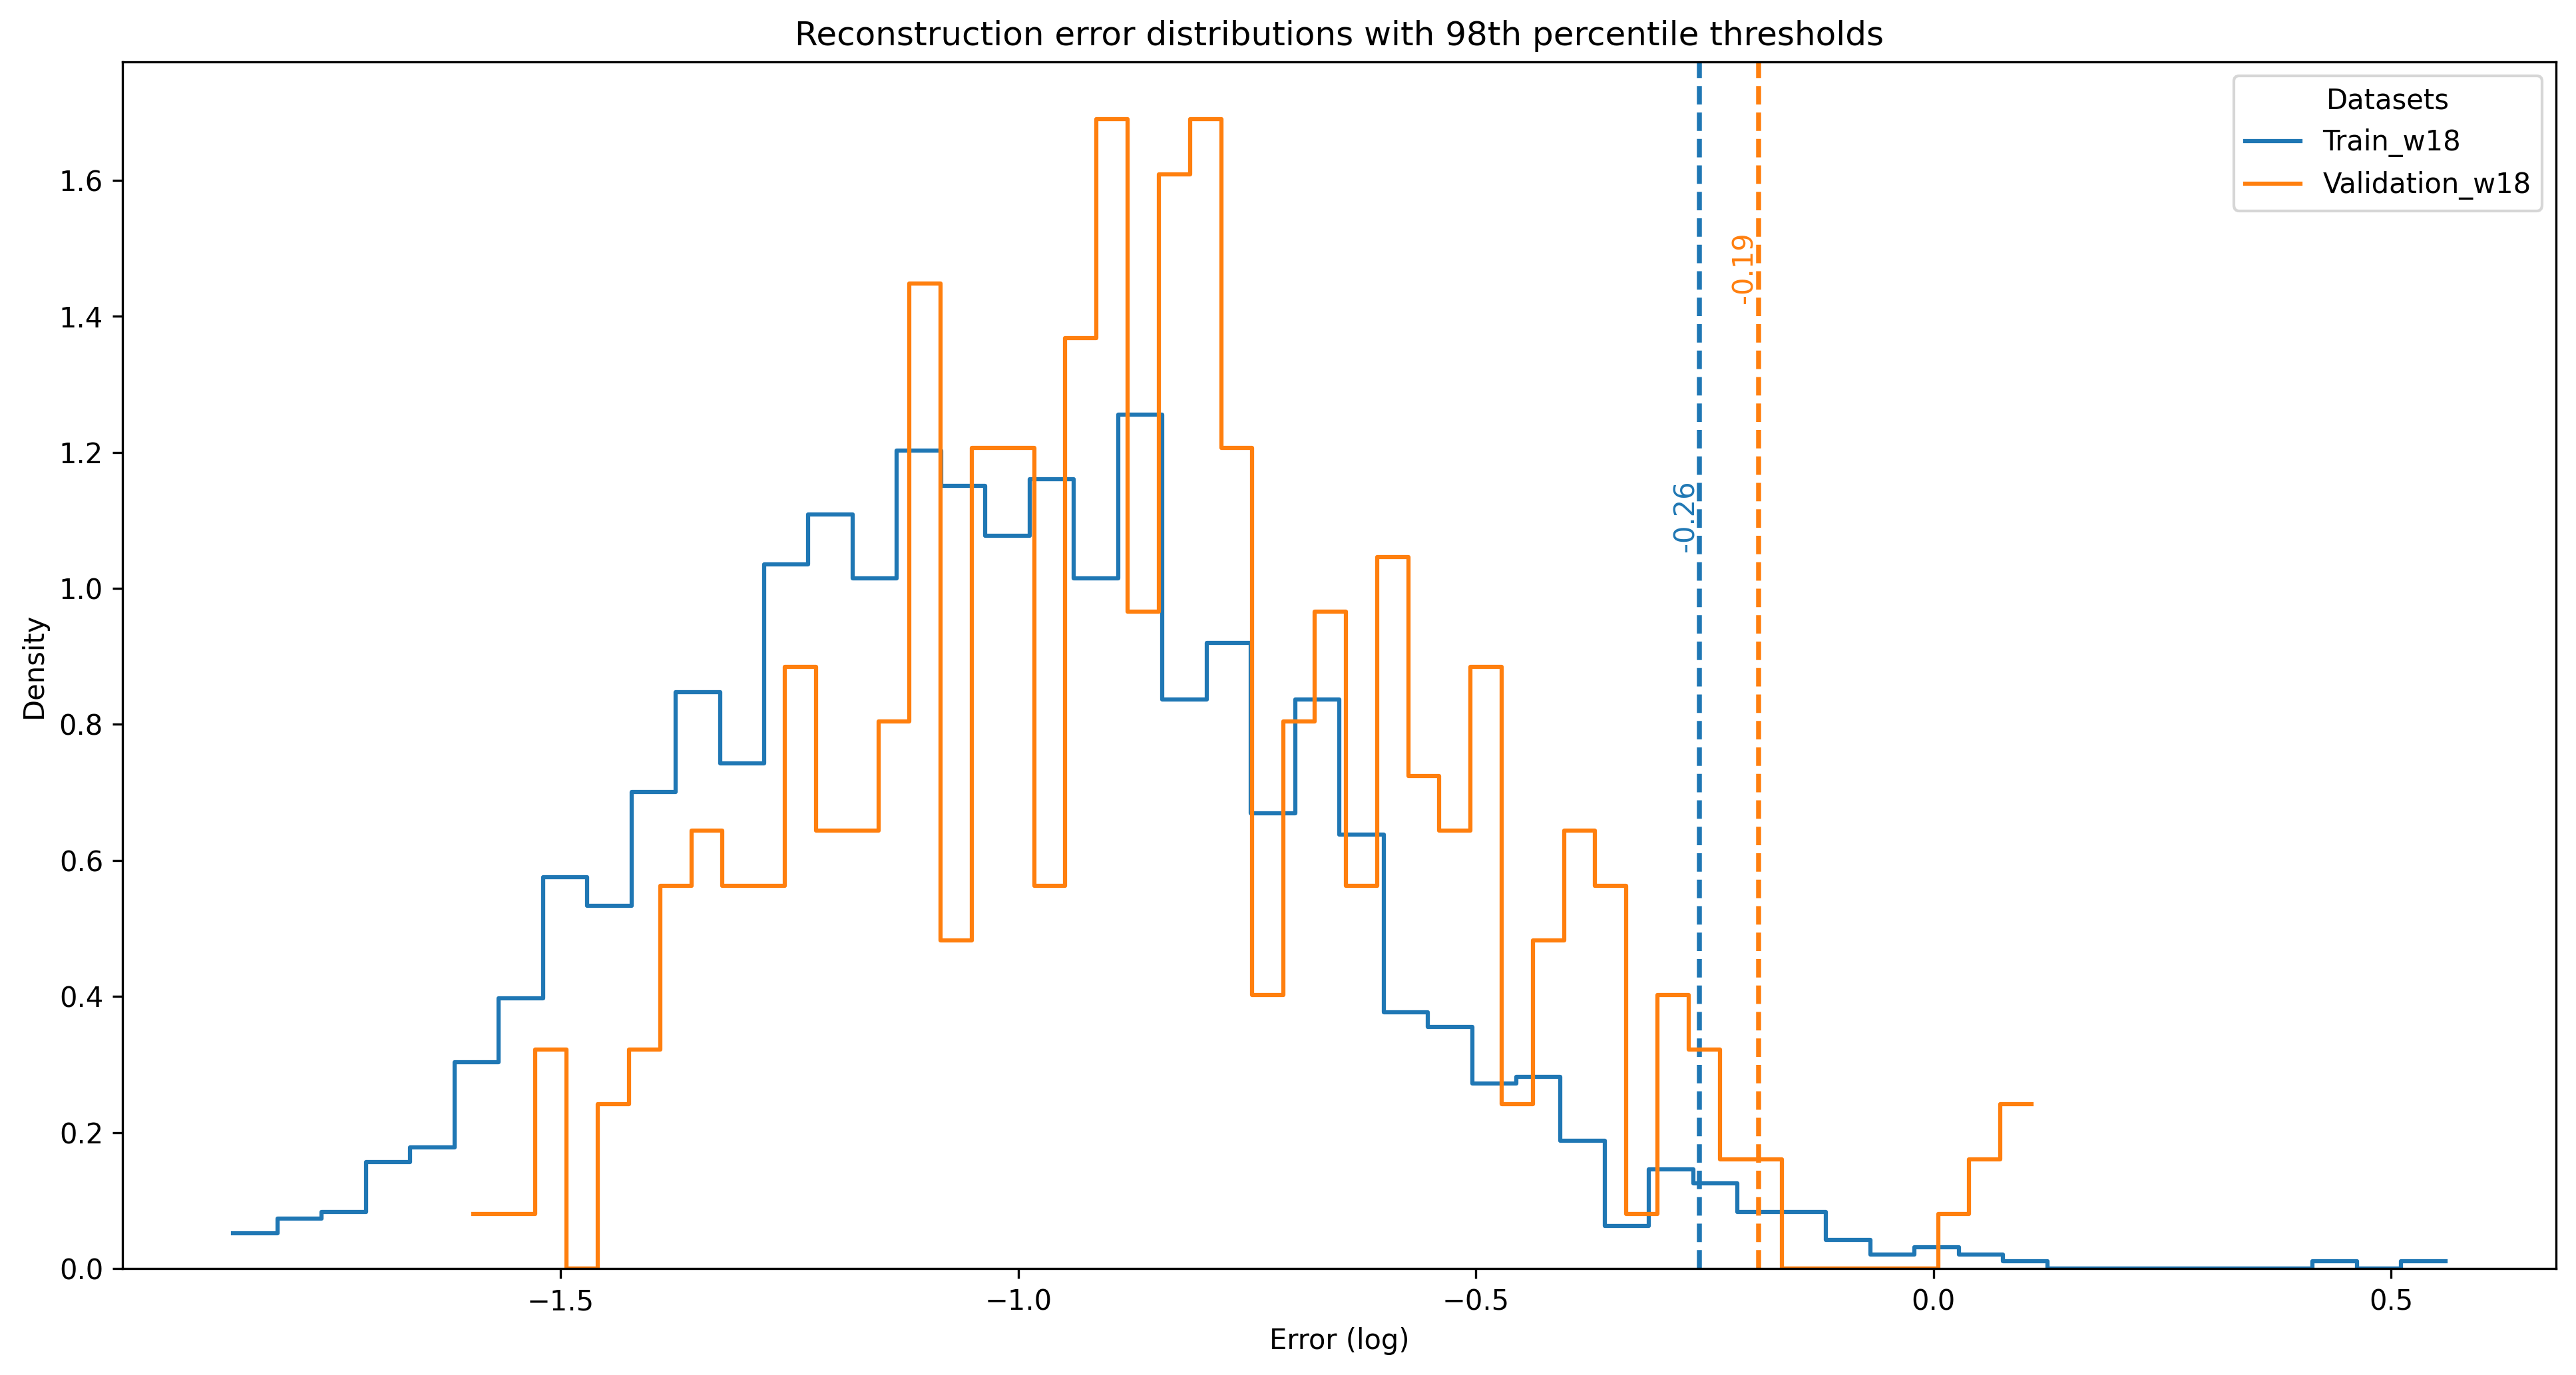 Reconstruction error distributions with 98th percentile thresholds
Datasets
Train_w18
Validation_w18
-0.19
-0.26
Density
1.6
1.4
1.2
1.0
0.8
0.6
0.4
0.2
0.0
−1.5
−1.0
−0.5
0.0
0.5
Error (log)